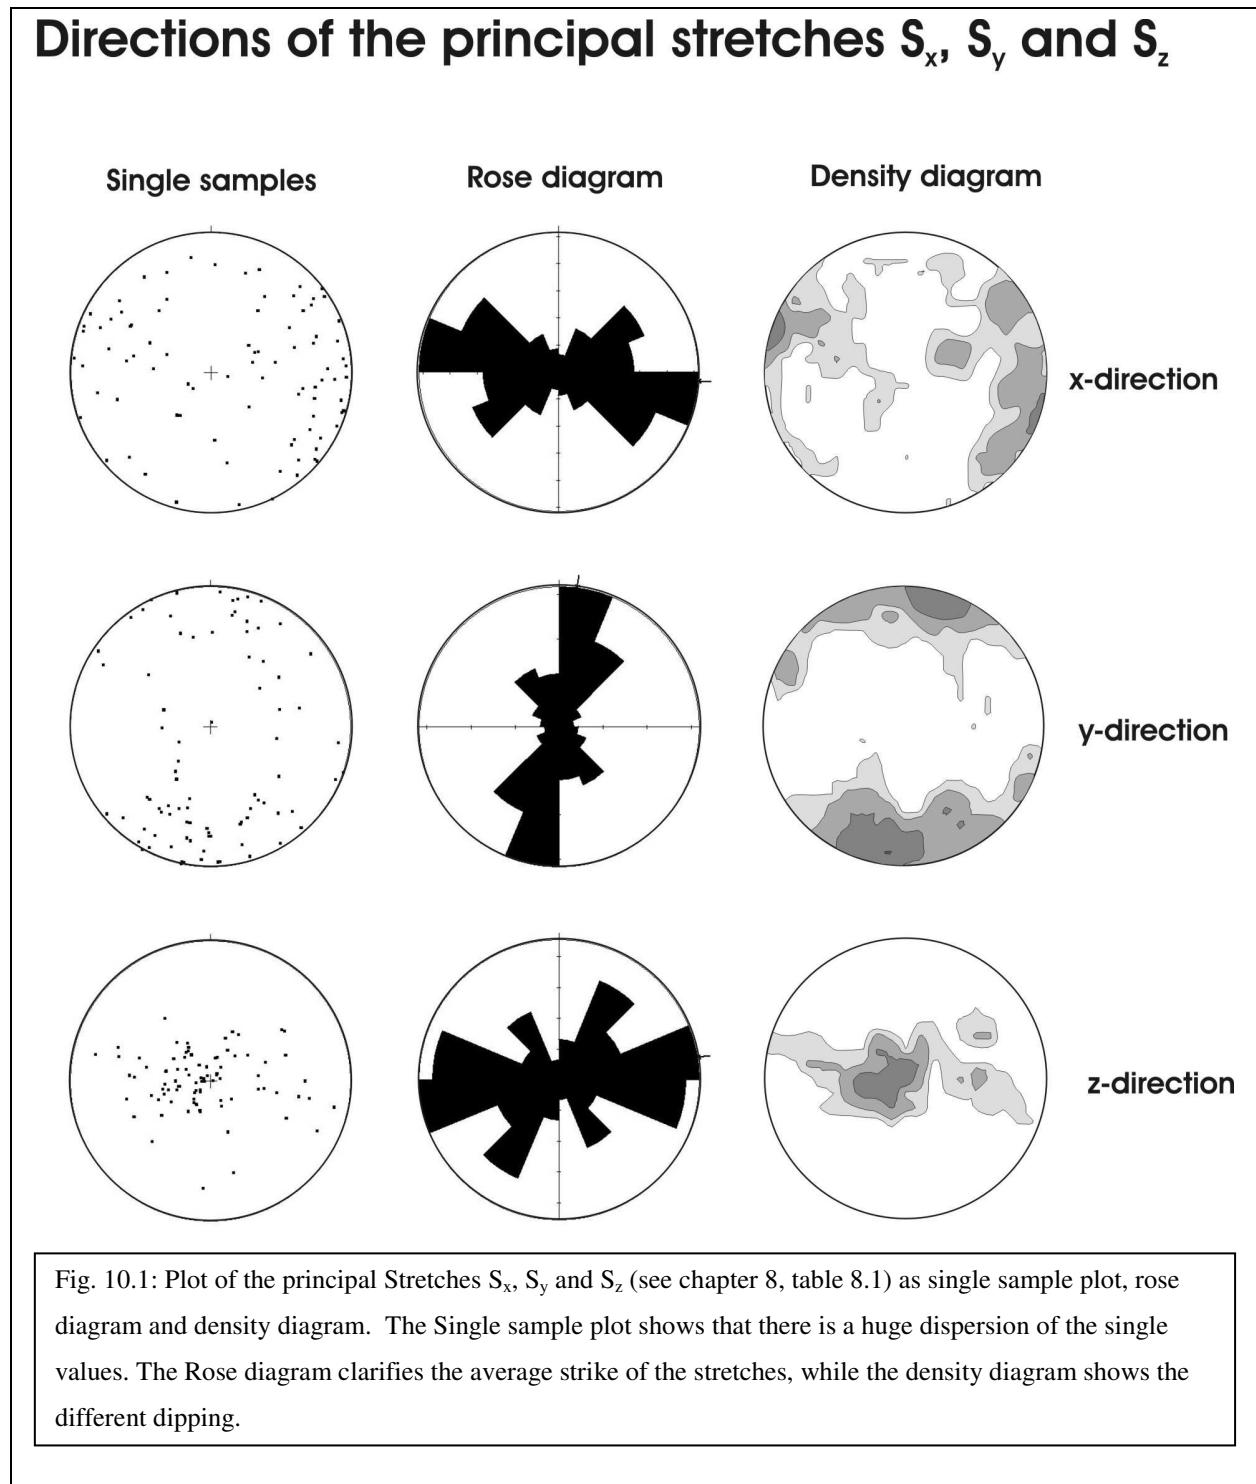 Directions of the principal stretches Sx, Sy and Sz
Single samples
Rose diagram
Density diagram
x-direction
y-direction
z-direction
Fig. 10.1: Plot of the principal Stretches Sx, Sy and Sz (see chapter 8, table 8.1) as single sample plot, rose
diagram and density diagram.  The Single sample plot shows that there is a huge dispersion of the single
values. The Rose diagram clarifies the average strike of the stretches, while the density diagram shows the
different dipping.